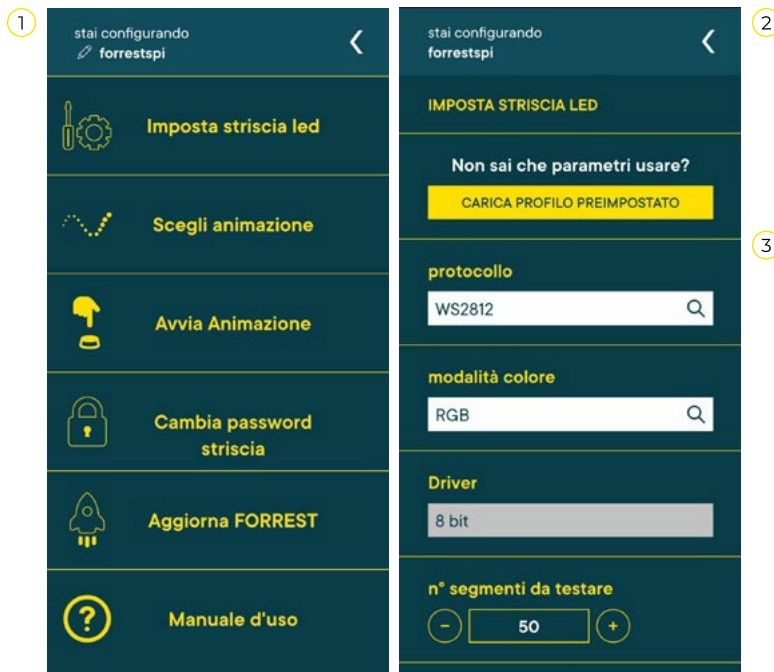 1
stai configurando
forrestspi
Imposta striscia led
Scegli animazione
Avvia Animazione
Cambia password
striscia
Aggiorna FORREST
?
Manuale d'uso
2
stai configurando
forrestspi
IMPOSTA STRISCIA LED
Non sai che parametri usare?
CARICA PROFILO PREIMPOSTATO
3
protocollo
WS2812
modalità colore
RGB
Driver
8 bit
n° segmenti da testare
- 50 +